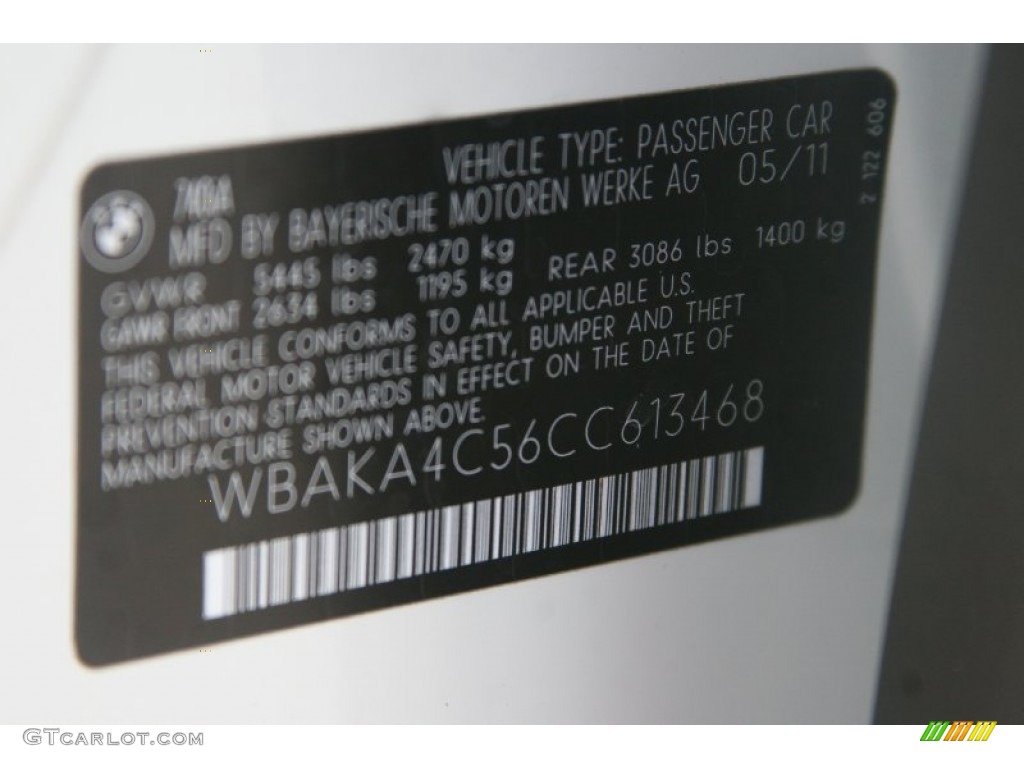 VEHICLE TYPE: PASSENGER CAR
MFD BY BAYERISCHE MOTOREN WERKE AG 05/11
GVWR 5445 lbs 2470 kg
GAWR FRONT 2634 lbs 1195 kg REAR 3086 lbs 1400 kg
THIS VEHICLE CONFORMS TO ALL APPLICABLE U.S.
FEDERAL MOTOR VEHICLE SAFETY, BUMPER AND THEFT
PREVENTION STANDARDS IN EFFECT ON THE DATE OF
MANUFACTURE SHOWN ABOVE.
WBAKA4C56CC613468
2 122 606
BMW
GTCARLOT.COM